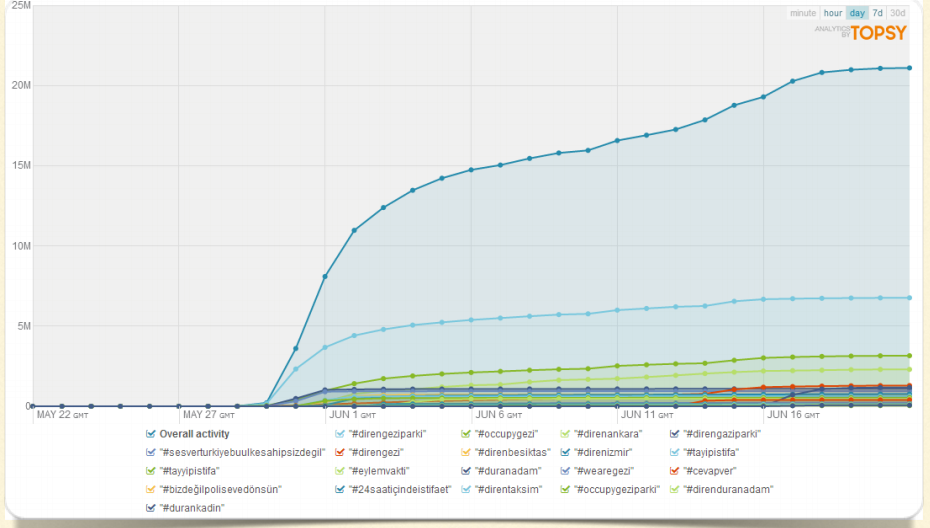 25M
minute hour day 7d 30d
ANALYTICS BY TOPSY
20M
15M
10M
5M
0
MAY 22 GMT MAY 27 GMT JUN 1 GMT JUN 6 GMT JUN 11 GMT JUN 16 GMT
Overall activity "#direngeziparki" "#occupygezi" "#direnankara" "#direngaziparki"
"#sesverturkiyebuulkesahipsizdegil" "#direngezi" "#direnbesiktas" "#direnizmir" "#tayipistifa"
"#tayyipistifa" "#eylemvakti" "#duranadam" "#wearegezi" "#cevapver"
"#bizdeğilpolisevedönsün" "#24saatiçindeistifaet" "#direntaksim" "#occupygeziparki" "#direnduranadam"
"#durankadin"